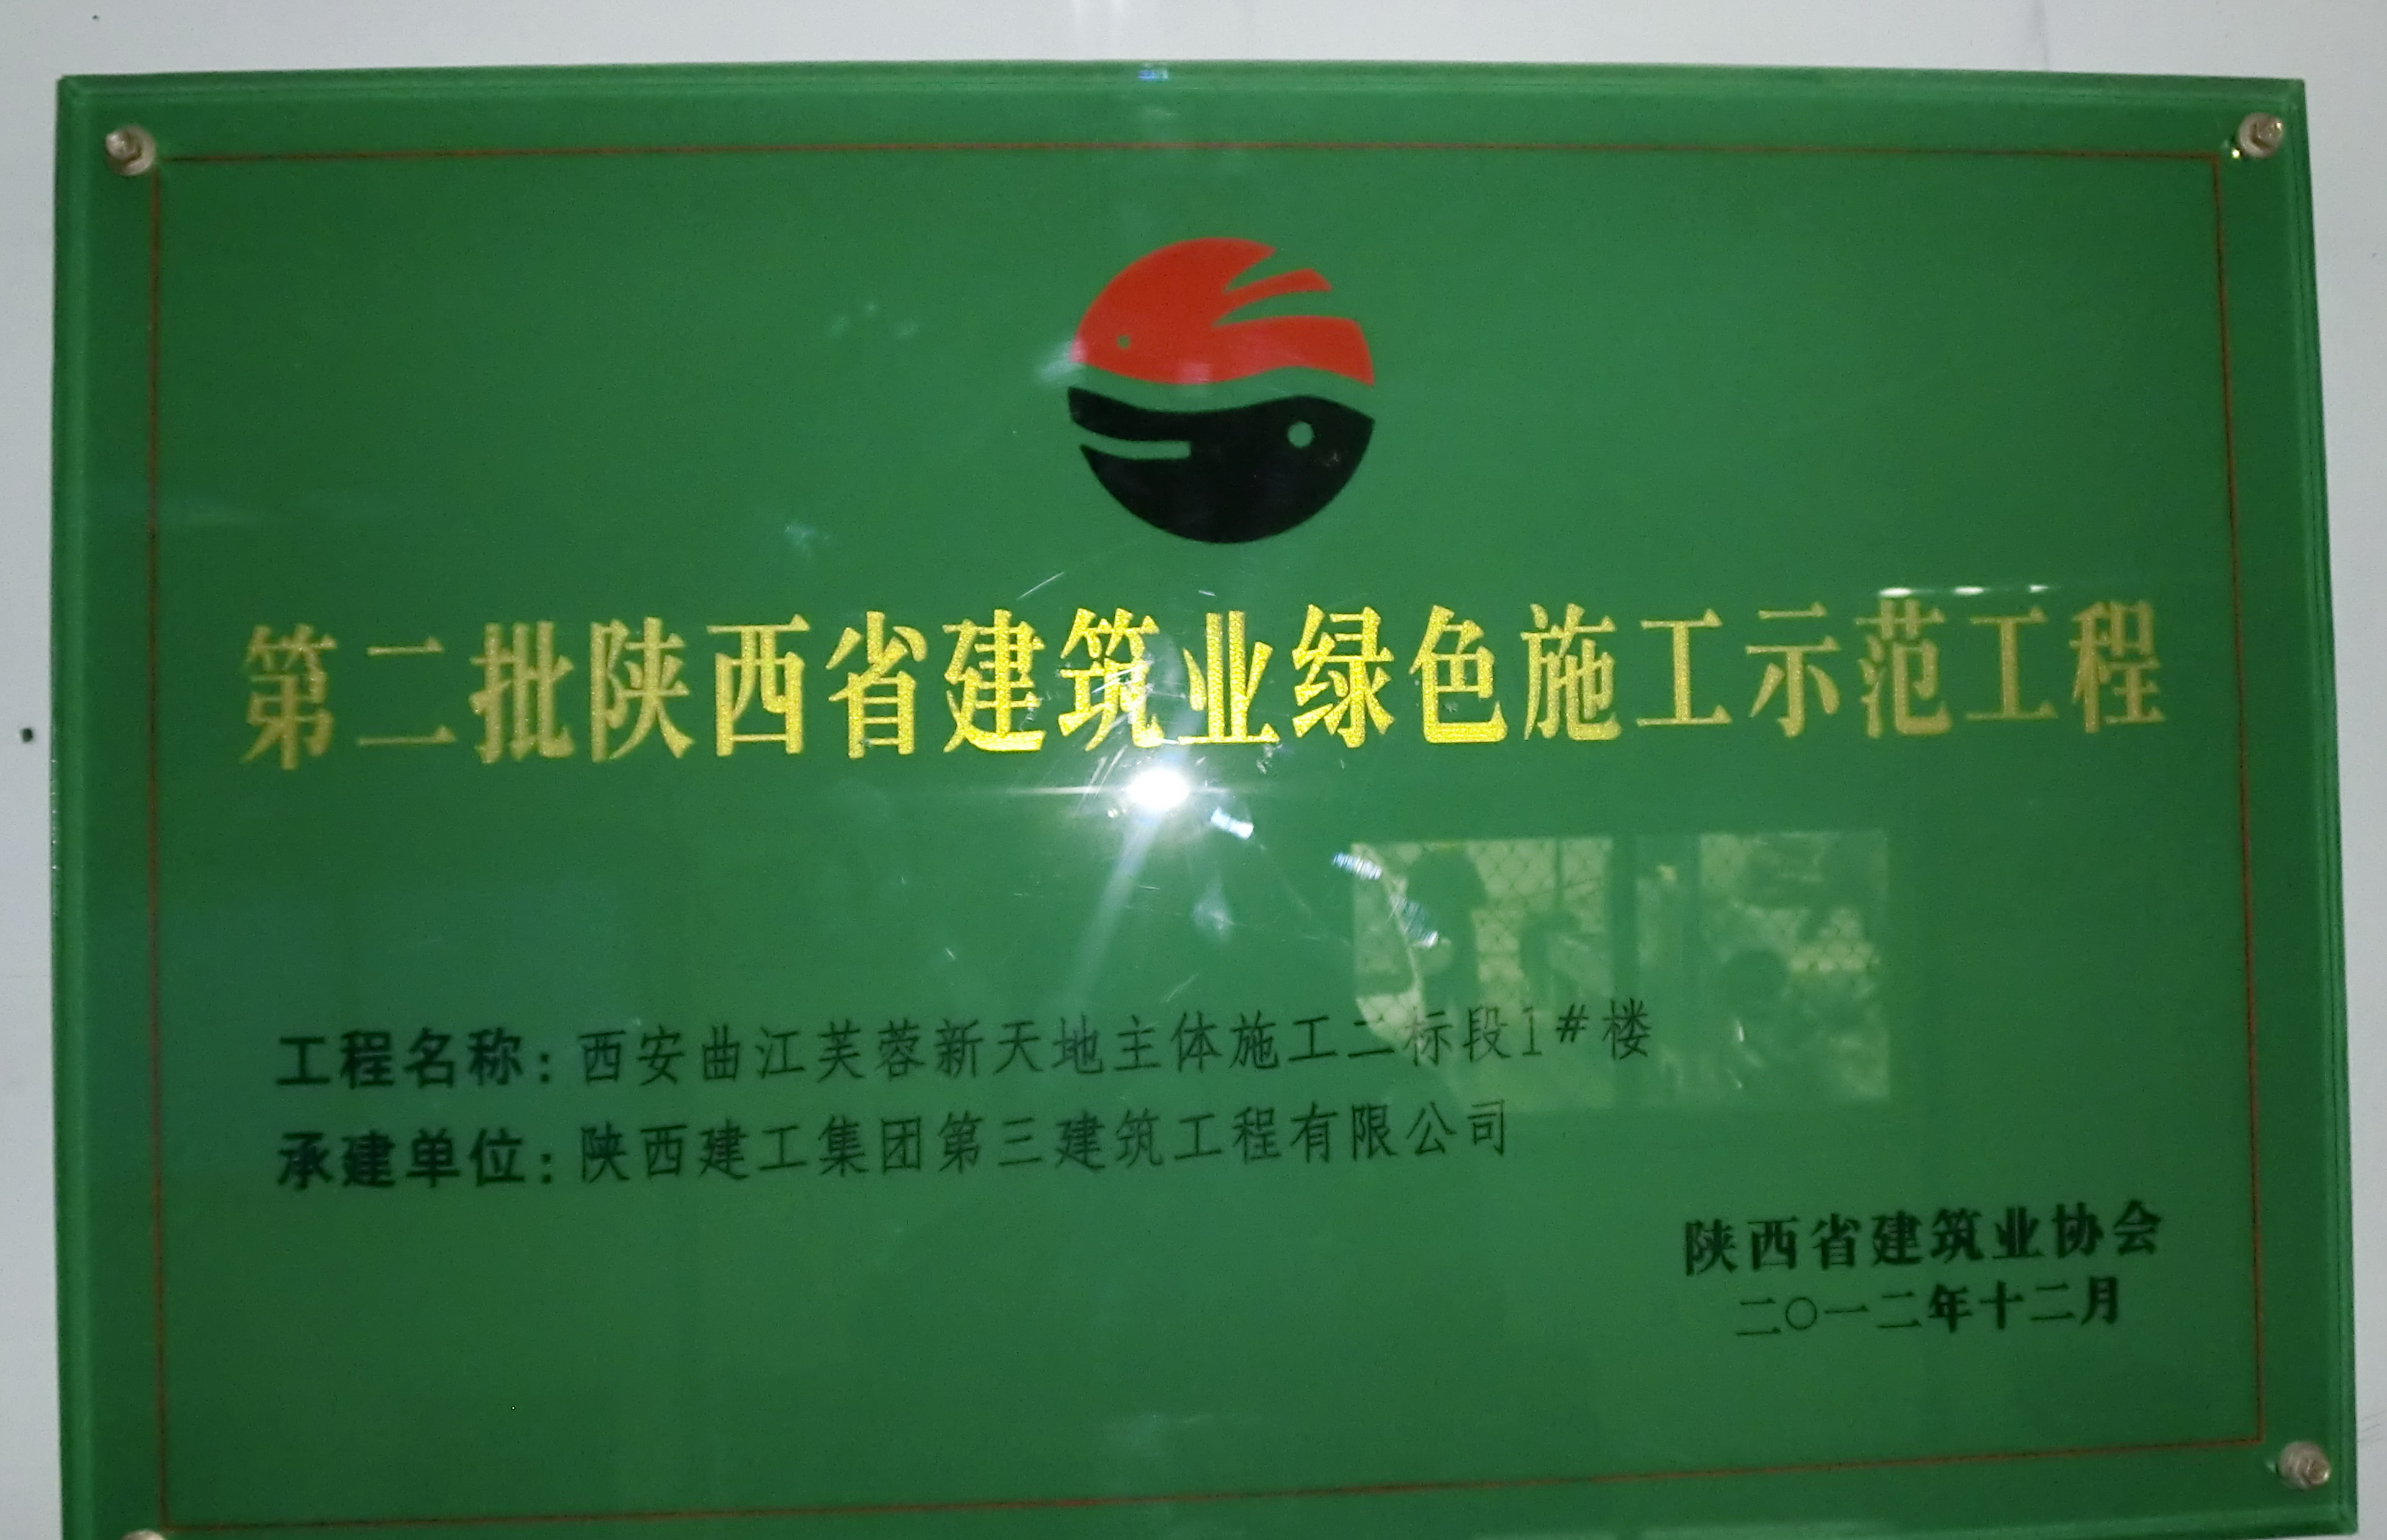 第二批陕西省建筑业绿色施工示范工程
工程名称：西安曲江芙蓉新天地主体施工二标段1#楼
承建单位：陕西建工集团第三建筑工程有限公司
陕西省建筑业协会
二〇一二年十二月